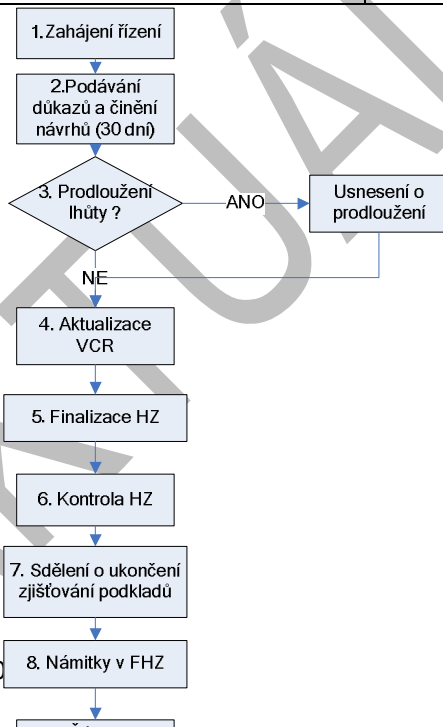 1.Zahájení řízení
2.Podávání
důkazů a činění
návrhů (30 dní)
3. Prodloužení
lhůty ?
ANO
Usnesení o
prodloužení
NE
4. Aktualizace
VCR
5. Finalizace HZ
6. Kontrola HZ
7. Sdělení o ukončení
zjišťování podkladů
8. Námitky v FHZ